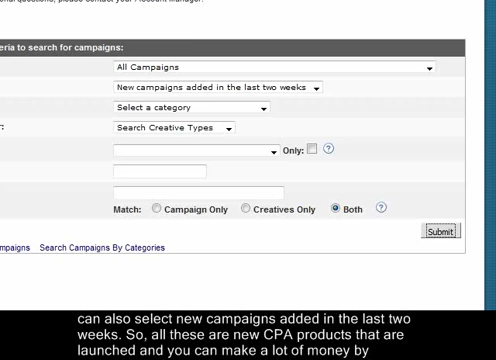 onal questions, please contact your Account Manager.
eria to search for campaigns:
All Campaigns
New campaigns added in the last two weeks
Select a category
r:
Search Creative Types
Only:
?
Match: Campaign Only Creatives Only Both ?
Submit
mpaigns Search Campaigns By Categories
can also select new campaigns added in the last two
weeks. So, all these are new CPA products that are
launched and you can make a lot of money by